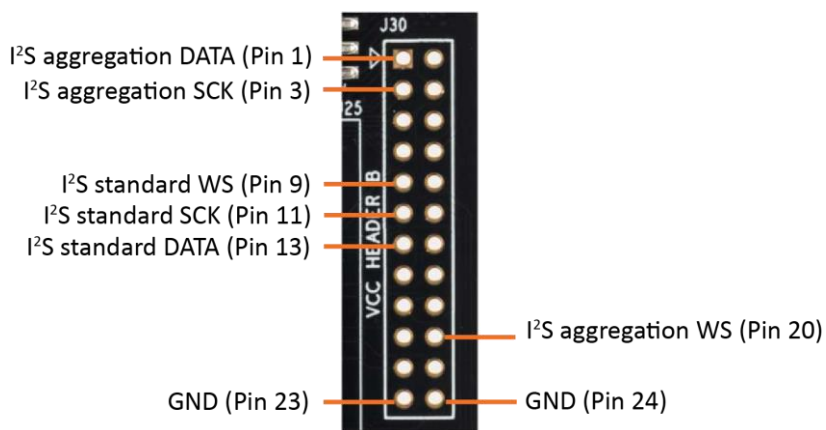 J30
I²S aggregation DATA (Pin 1)
I²S aggregation SCK (Pin 3)
J25
I²S standard WS (Pin 9)
I²S standard SCK (Pin 11)
I²S standard DATA (Pin 13)
VCC HEADER B
I²S aggregation WS (Pin 20)
GND (Pin 23)
GND (Pin 24)